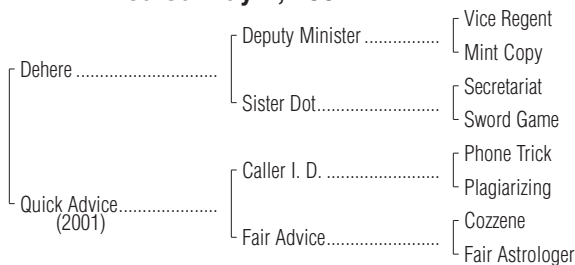 Vice Regent
Deputy Minister ..................
Mint Copy
Dehere ..................................
Secretariat
Sister Dot.............................
Sword Game
Phone Trick
Caller I. D. ............................
Plagiarizing
Quick Advice.......................
(2001)
Cozzene
Fair Advice...........................
Fair Astrologer